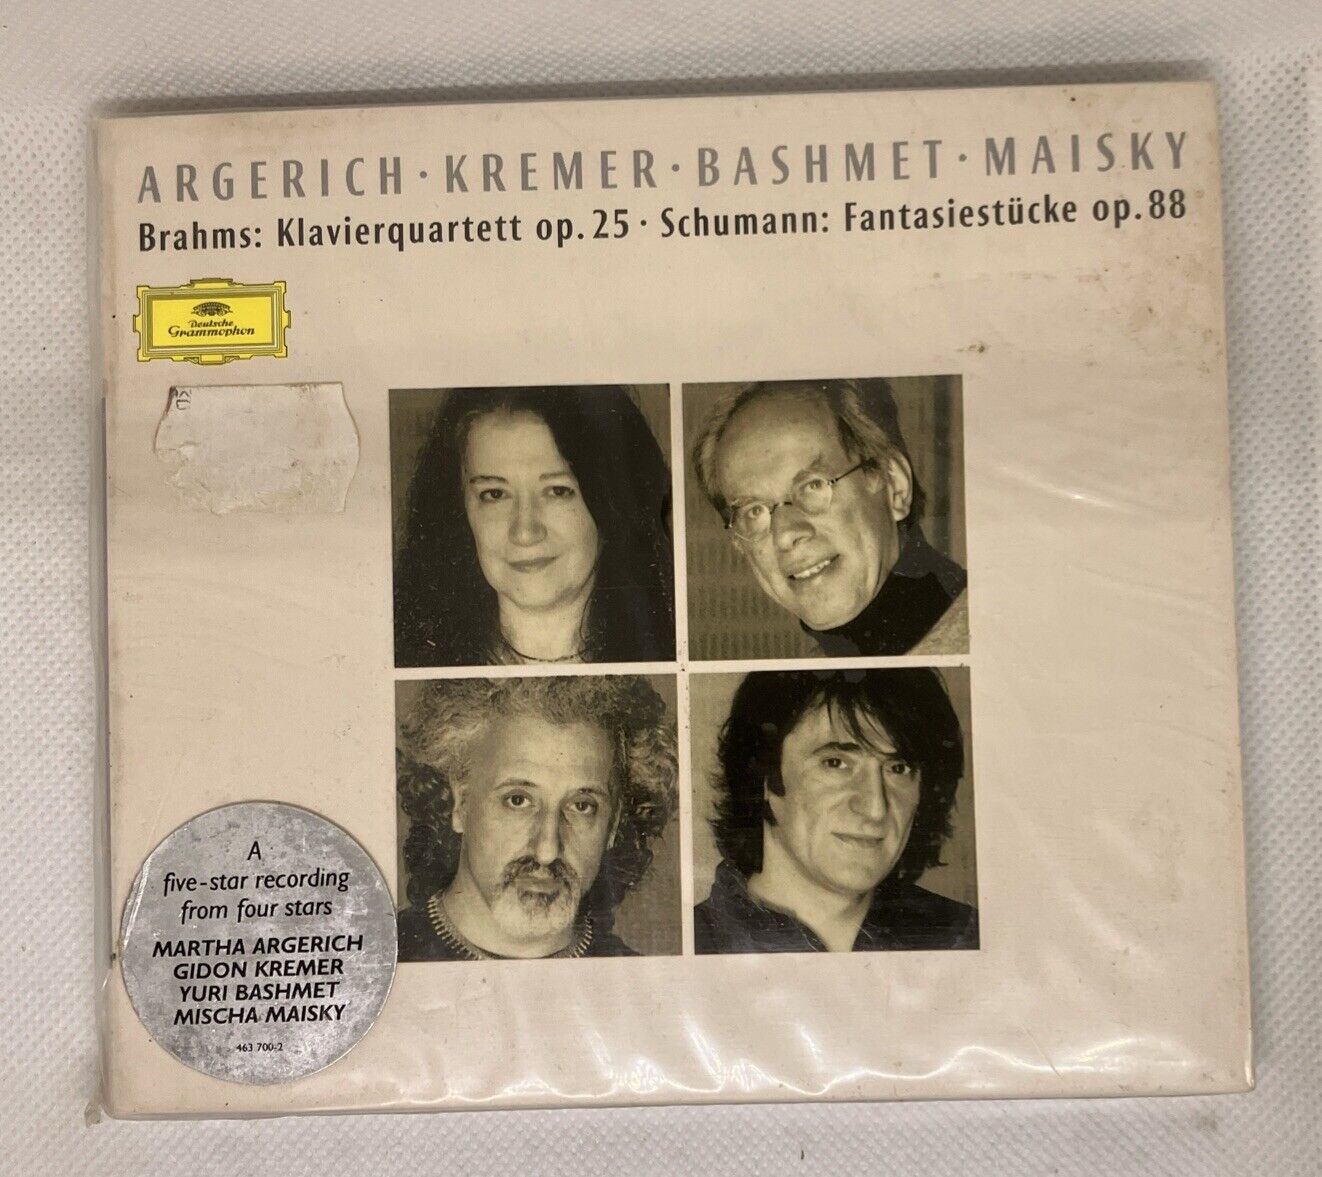 ARGERICH · KREMER · BASHMET · MAISKY
Brahms: Klavierquartett op. 25 · Schumann: Fantasiestücke op. 88
Deutsche
Grammophon
A
five-star recording
from four stars
MARTHA ARGERICH
GIDON KREMER
YURI BASHMET
MISCHA MAISKY
463 700-2